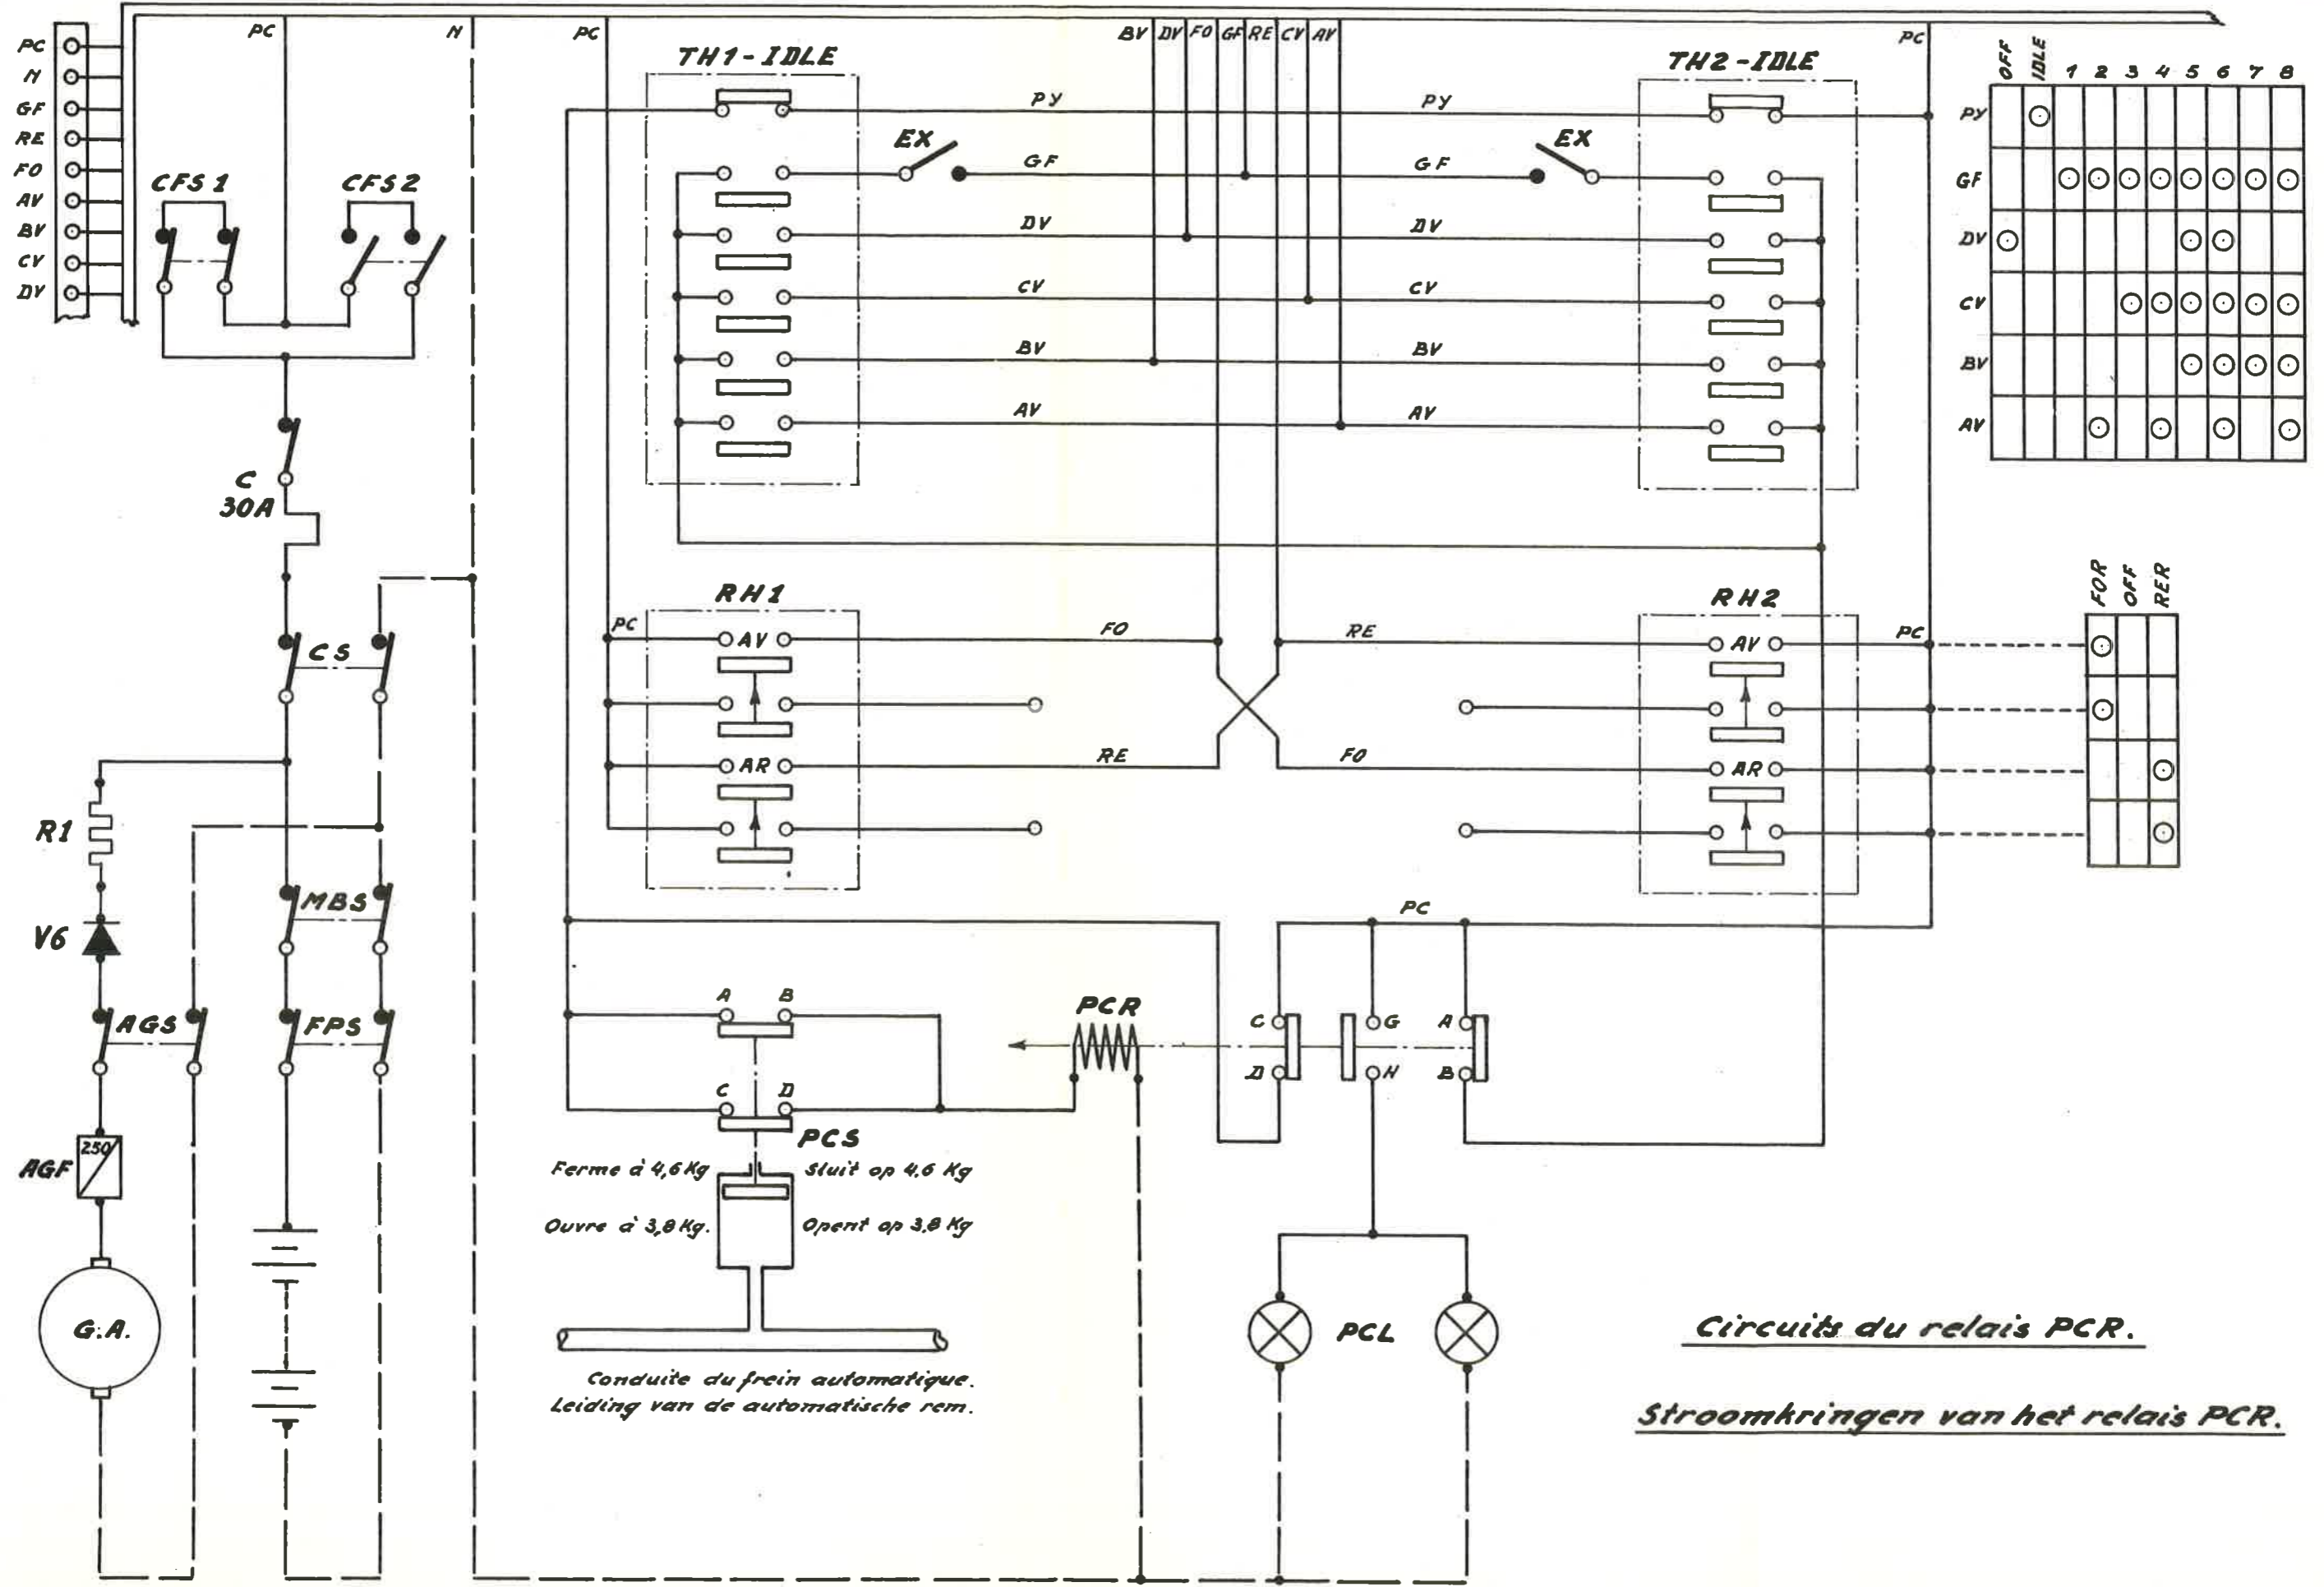 PC
N
GF
RE
FO
AV
BV
CV
DV
PC
N
PC
BV DV FO GF RE CV AV
PC
CFS1
CFS2
C
30A
CS
R1
V6
MBS
AGS
FPS
AGF
250
G.A.
TH1-IDLE
TH2-IDLE
PY
PY
EX
EX
GF
GF
DV
DV
CV
CV
BV
BV
AV
AV
RH1
RH2
PC
AV
FO
RE
AV
PC
AR
RE
FO
AR
PC
A B
C D
PCS
PCR
C
D
G
H
A
B
Ferme à 4,6 Kg
Sluit op 4.6 Kg
Ouvre à 3,8 Kg.
Opent op 3,8 Kg
Conduite du frein automatique.
Leiding van de automatische rem.
PCL
OFF IDLE 1 2 3 4 5 6 7 8
PY
GF
DV
CV
BV
AV
FOR OFF RER
Circuits du relais PCR.
Stroomkringen van het relais PCR.